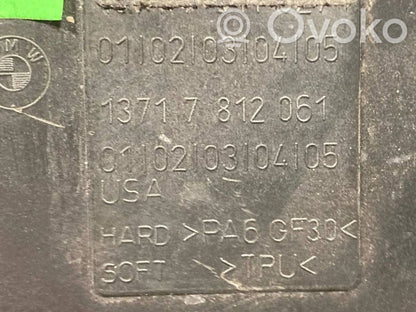 Ovoko
BMW
01|02|03|04|05
1371 7 812 061
01|02|03|04|05
USA
HARD >PA6 GF30<
SOFT >TPU<